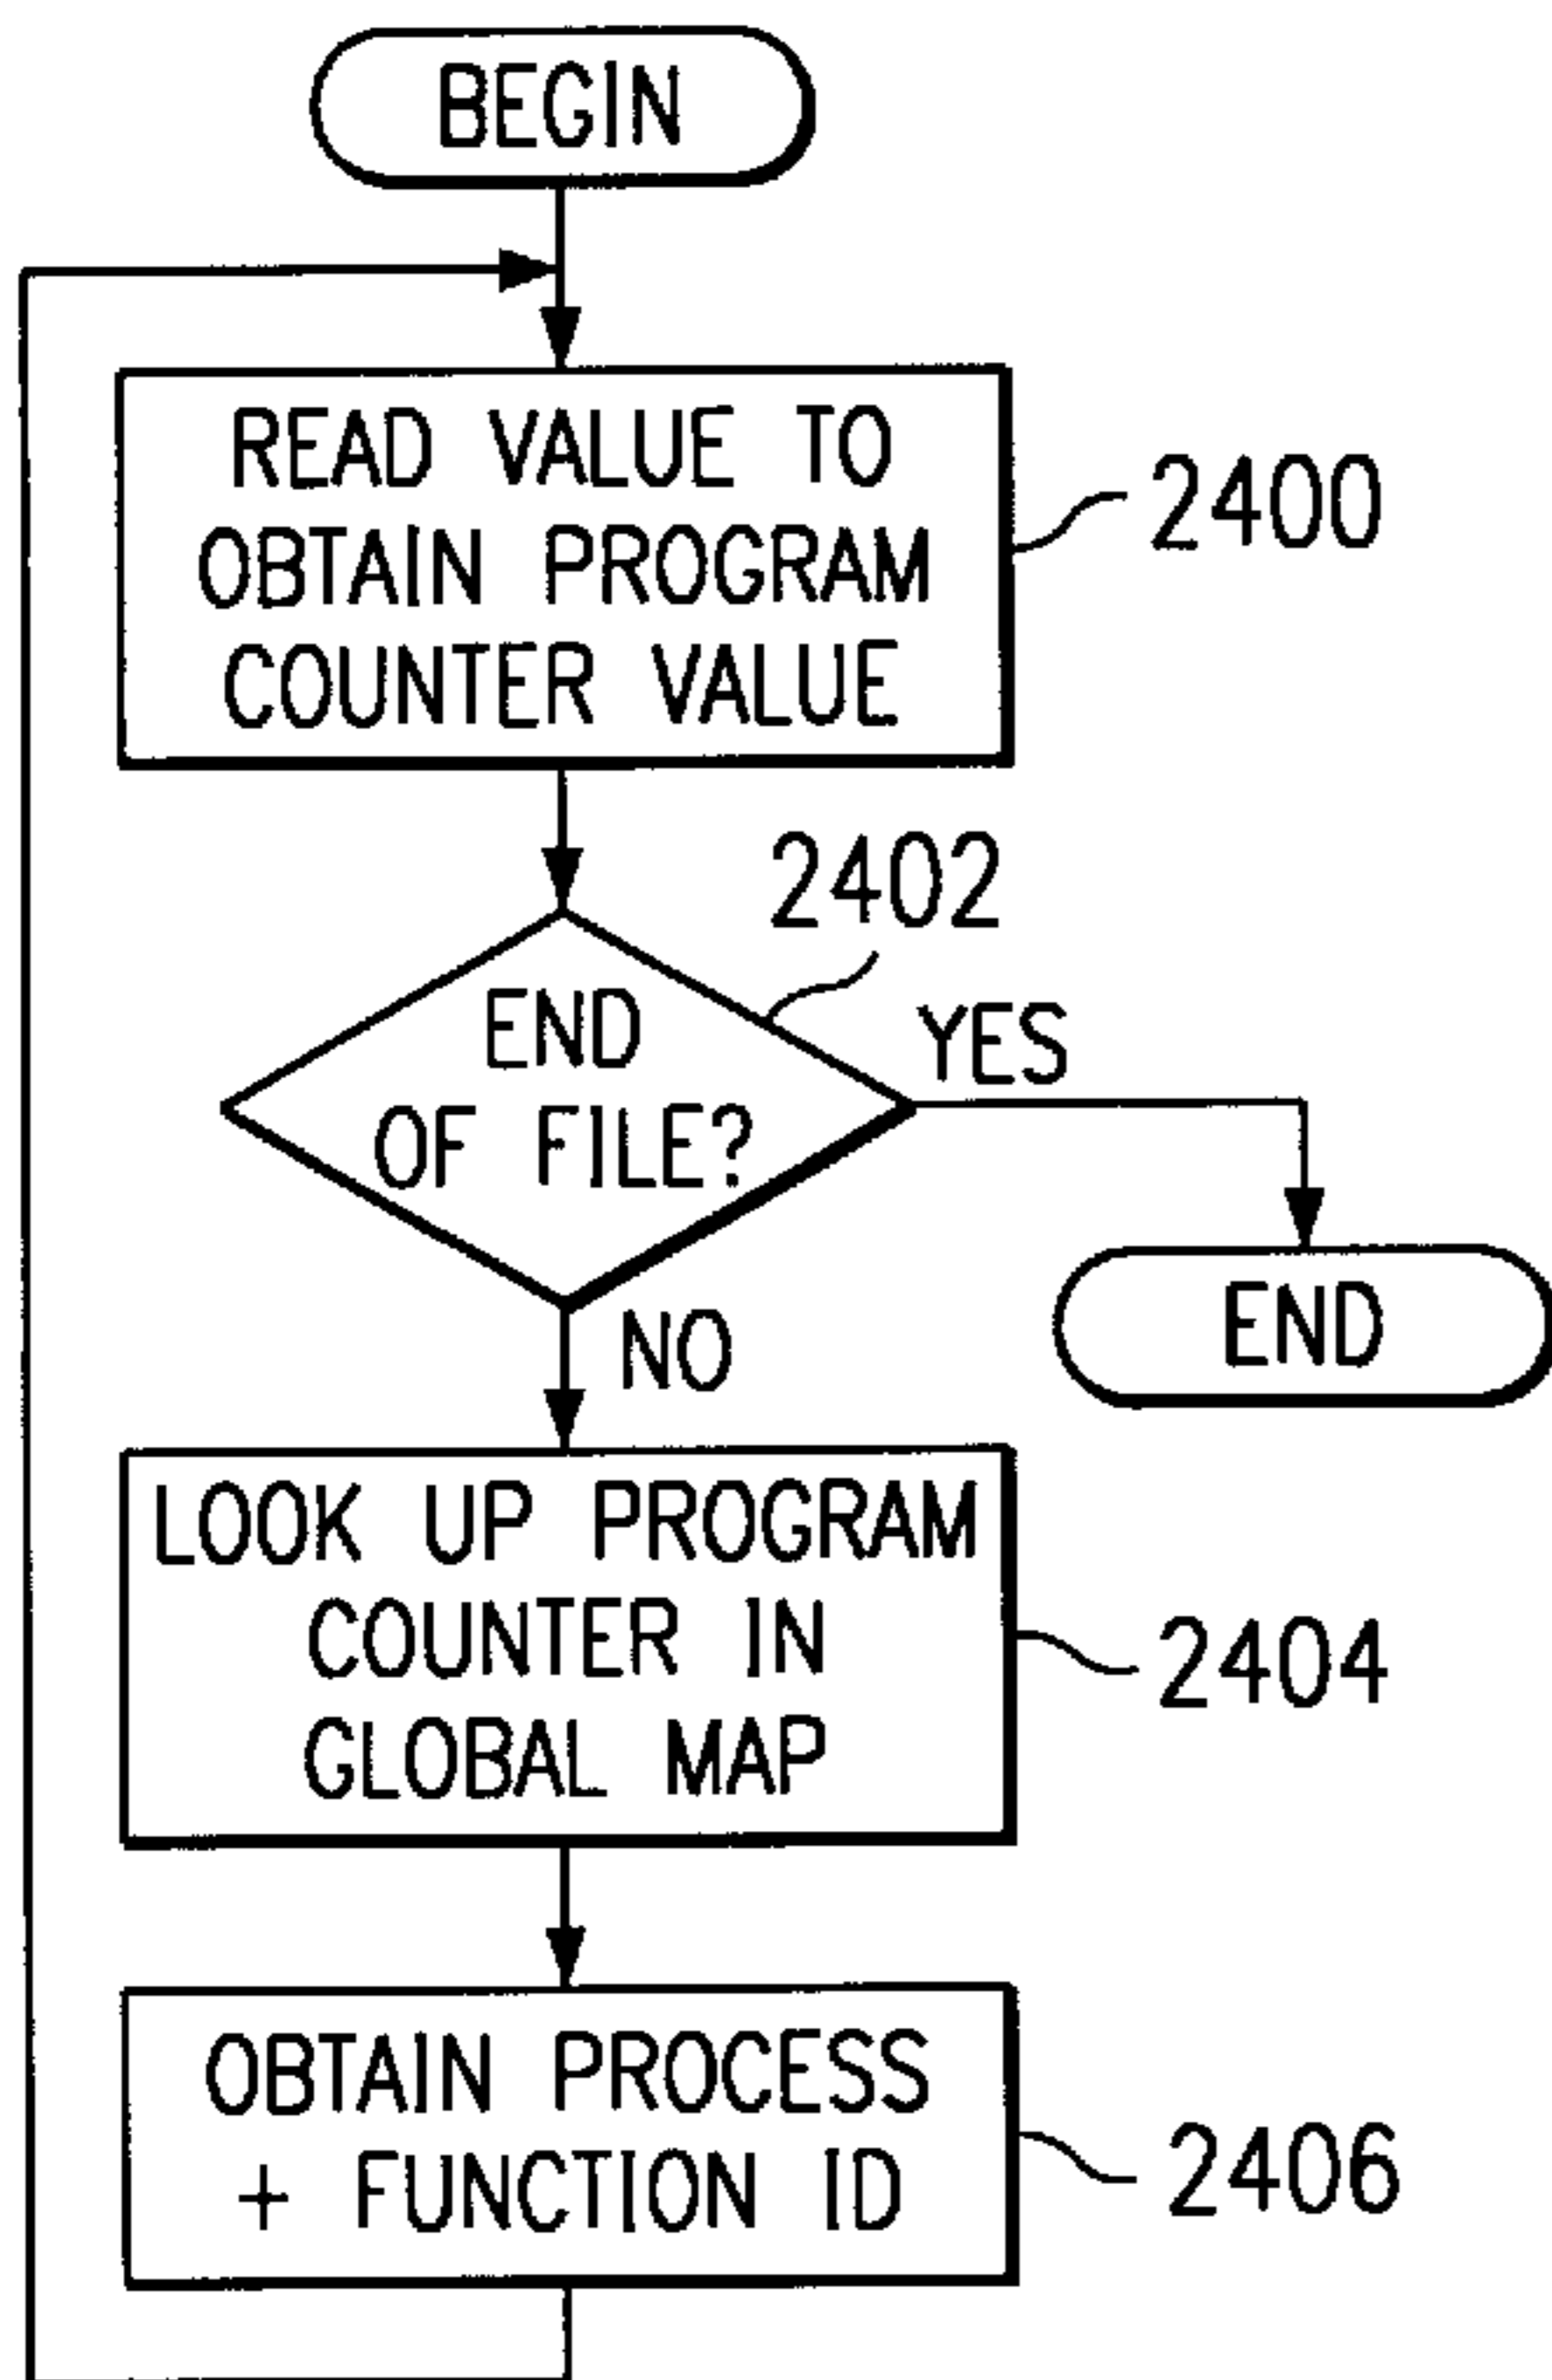 BEGIN
READ VALUE TO
OBTAIN PROGRAM
COUNTER VALUE
2400
2402
END
OF FILE?
YES
END
NO
LOOK UP PROGRAM
COUNTER IN
GLOBAL MAP
2404
OBTAIN PROCESS
+ FUNCTION ID
2406